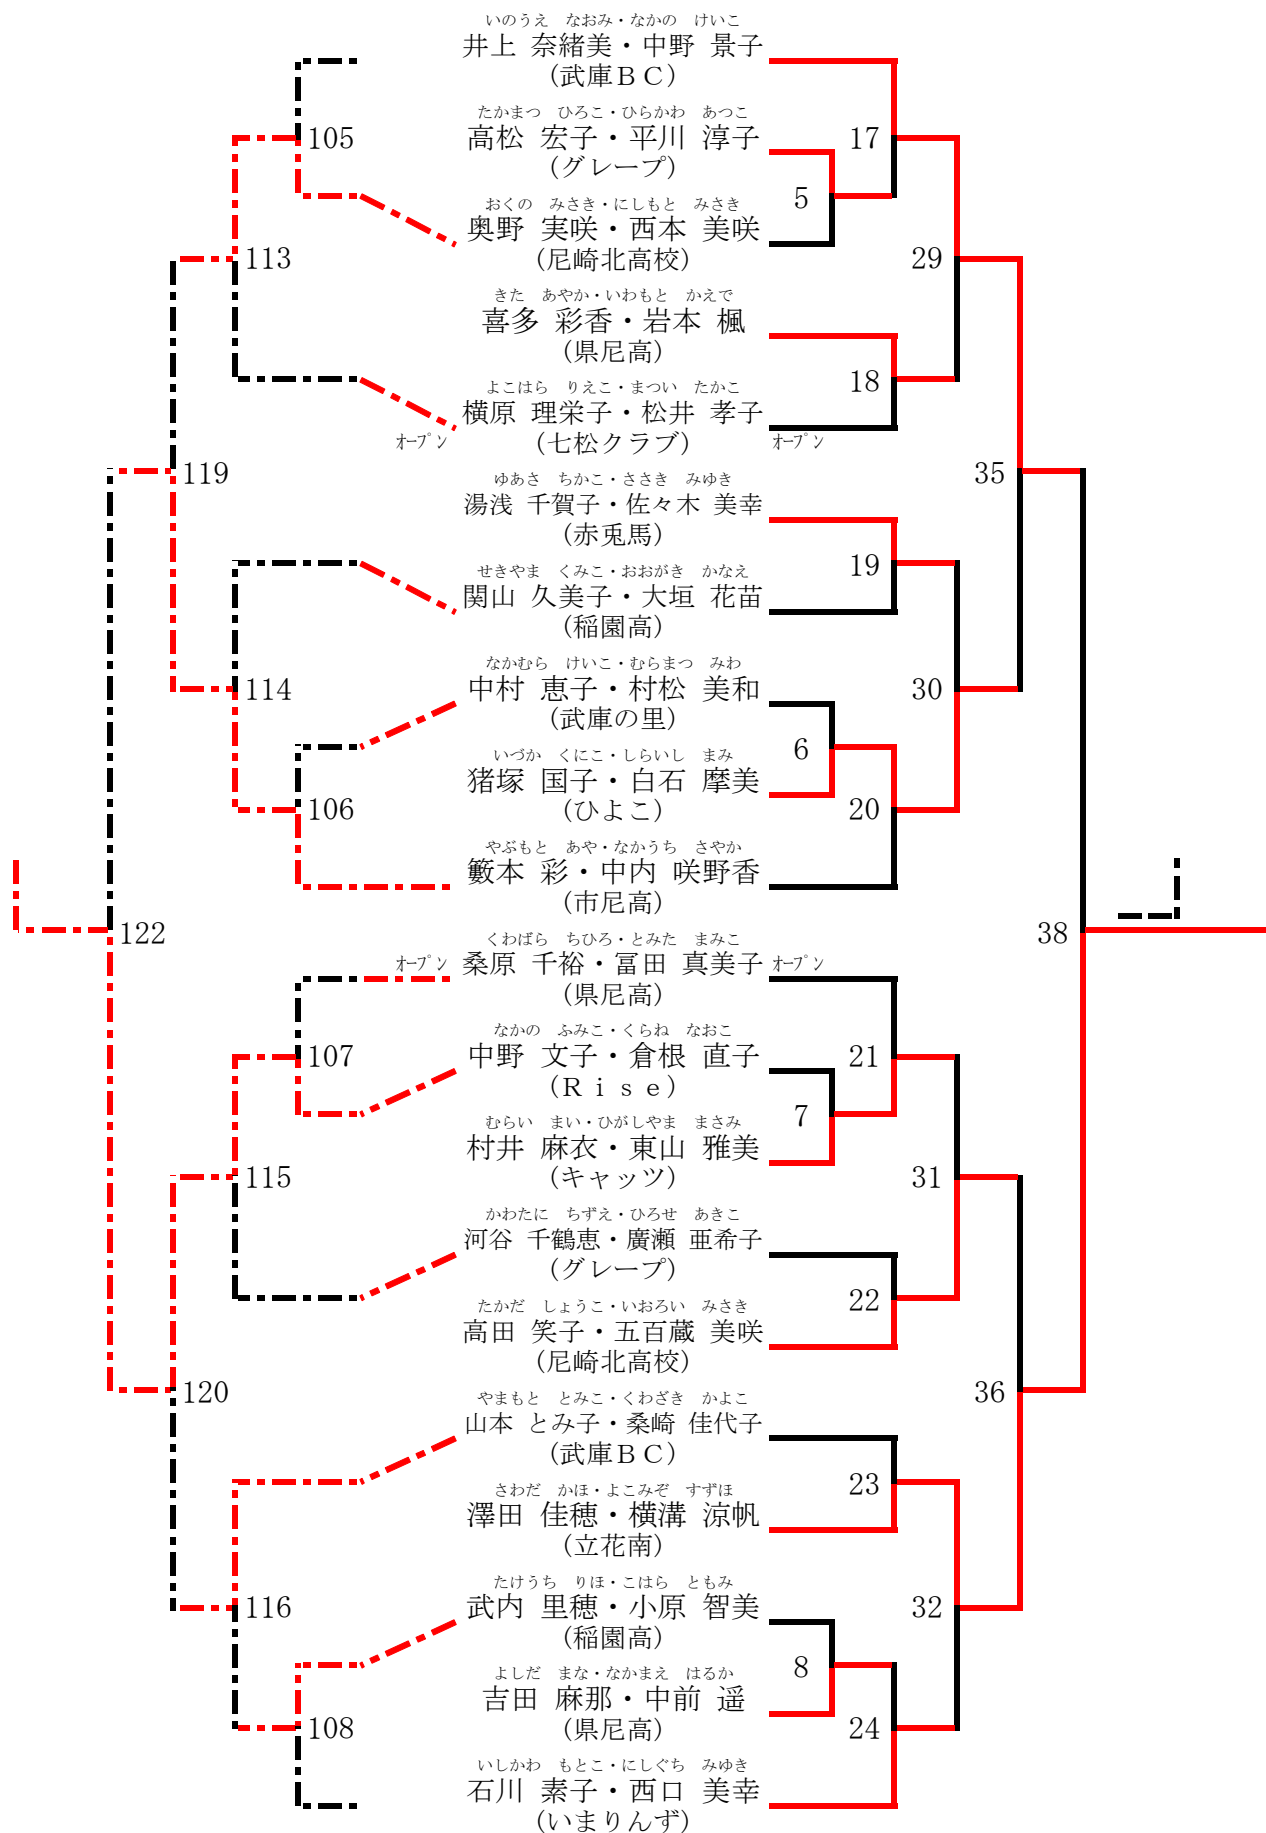 いのうえ　なおみ・なかの　けいこ
井上 奈緒美・中野 景子
（武庫ＢＣ）
たかまつ　ひろこ・ひらかわ　あつこ
105
高松 宏子・平川 淳子
17
（グレープ）
5
おくの　みさき・にしもと　みさき
奥野 実咲・西本 美咲
（尼崎北高校）
113
29
きた　あやか・いわもと　かえで
喜多 彩香・岩本 楓
（県尼高）
18
よこはら　りえこ・まつい　たかこ
横原 理栄子・松井 孝子
ｵｰﾌﾟﾝ （七松クラブ） ｵｰﾌﾟﾝ
119
35
ゆあさ　ちかこ・ささき　みゆき
湯浅 千賀子・佐々木 美幸
（赤兎馬）
19
せきやま　くみこ・おおがき　かなえ
関山 久美子・大垣 花苗
（稲園高）
なかむら　けいこ・むらまつ　みわ
114
中村 恵子・村松 美和
30
（武庫の里）
6
いづか　くにこ・しらいし　まみ
猪塚 国子・白石 摩美
（ひよこ）
106
20
やぶもと　あや・なかうち　さやか
籔本 彩・中内 咲野香
（市尼高）
122
38
くわばら　ちひろ・とみた　まみこ
ｵｰﾌﾟﾝ 桑原 千裕・冨田 真美子 ｵｰﾌﾟﾝ
（県尼高）
なかの　ふみこ・くらね　なおこ
107
中野 文子・倉根 直子
21
（Ｒｉｓｅ）
7
むらい　まい・ひがしやま　まさみ
村井 麻衣・東山 雅美
（キャッツ）
115
31
かわたに　ちずえ・ひろせ　あきこ
河谷 千鶴恵・廣瀬 亜希子
（グレープ）
22
たかだ　しょうこ・いおろい　みさき
高田 笑子・五百蔵 美咲
（尼崎北高校）
120
36
やまもと　とみこ・くわざき　かよこ
山本 とみ子・桑崎 佳代子
（武庫ＢＣ）
23
さわだ　かほ・よこみぞ　すずほ
澤田 佳穂・横溝 涼帆
（立花南）
たけうち　りほ・こはら　ともみ
116
武内 里穂・小原 智美
32
（稲園高）
8
よしだ　まな・なかまえ　はるか
吉田 麻那・中前 遥
（県尼高）
108
24
いしかわ　もとこ・にしぐち　みゆき
石川 素子・西口 美幸
（いまりんず）